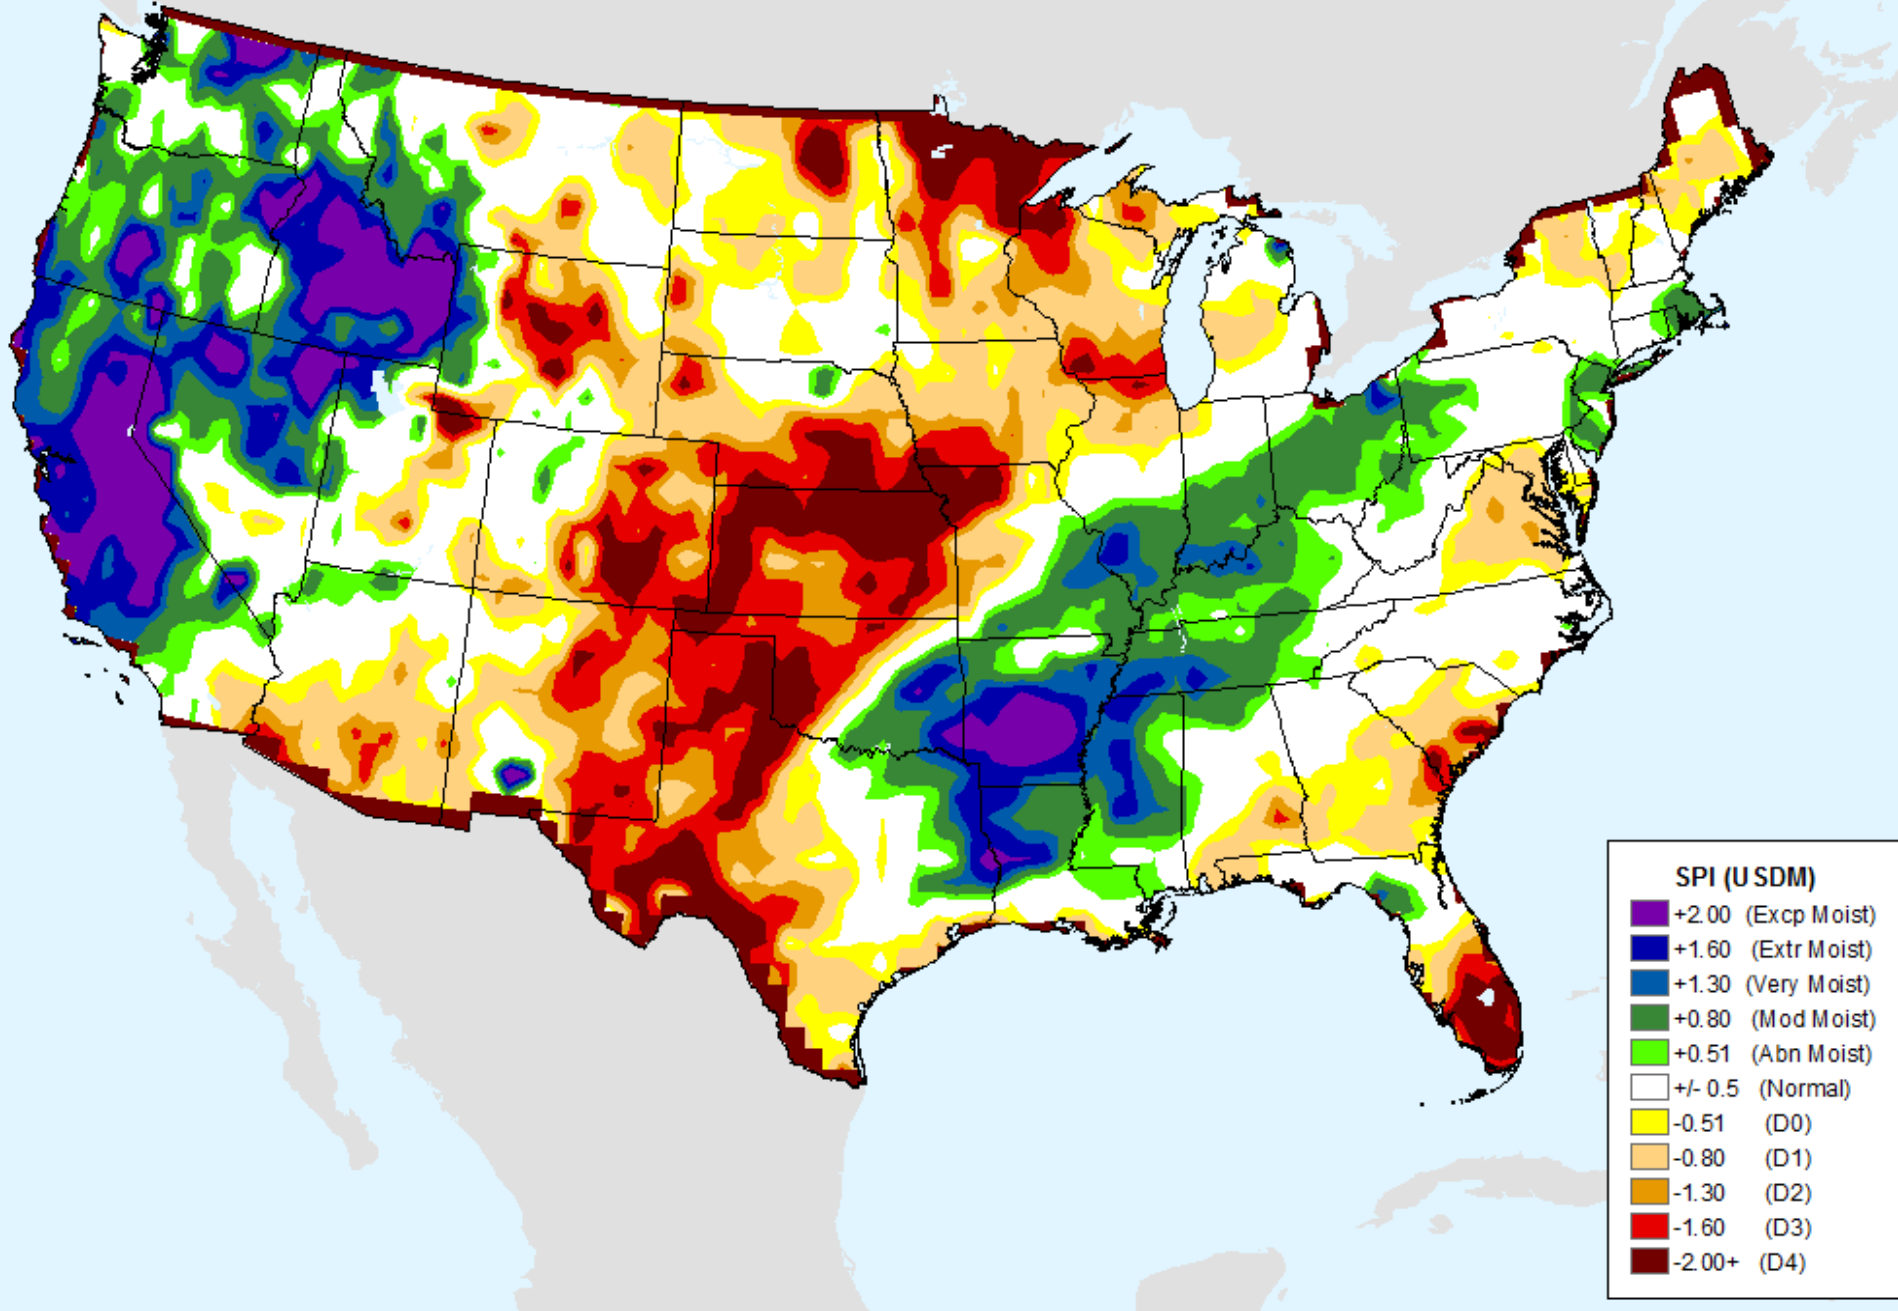 SPI (USDM)
+2.00 (Excp Moist)
+1.60 (Extr Moist)
+1.30 (Very Moist)
+0.80 (Mod Moist)
+0.51 (Abn Moist)
+/- 0.5 (Normal)
-0.51 (D0)
-0.80 (D1)
-1.30 (D2)
-1.60 (D3)
-2.00+ (D4)